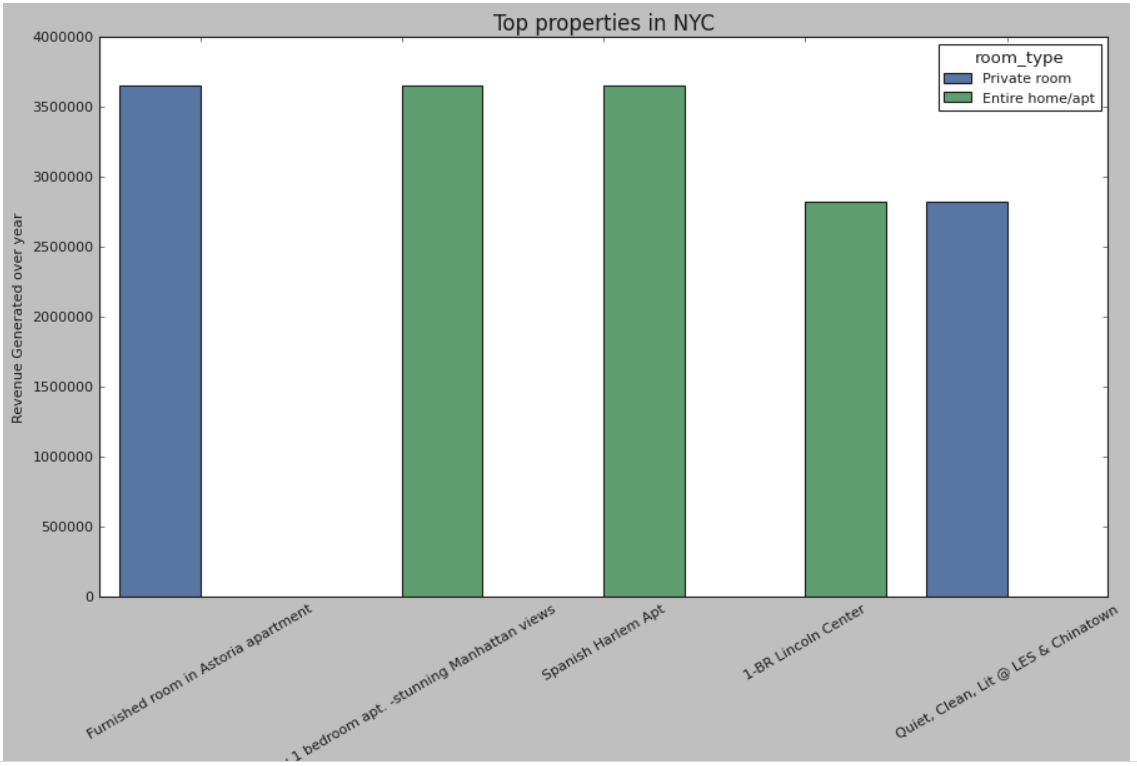 Top properties in NYC
4000000
3500000
3000000
2500000
2000000
1500000
1000000
500000
0
Revenue Generated over year
room_type
Private room
Entire home/apt
Furnished room in Astoria apartment
1 bedroom apt. -stunning Manhattan views
Spanish Harlem Apt
1-BR Lincoln Center
Quiet, Clean, Lit @ LES & Chinatown